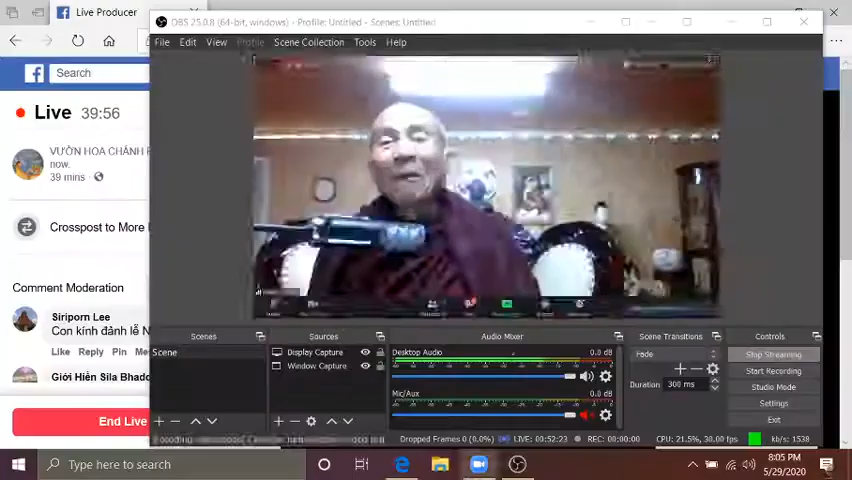 Live Producer
OBS 25.0.8 (64-bit, windows) - Profile: Untitled - Scenes: Untitled
File Edit View Profile Scene Collection Tools Help
Search
Live 39:56
VƯỜN HOA CHÁNH
now.
39 mins
Crosspost to More
Comment Moderation
Siriporn Lee
Con kính đảnh lễ N
Like Reply Pin
Giới Hiền Sila Bhadd
End Live
Scenes
Scene
Sources
Display Capture
Window Capture
Audio Mixer
Desktop Audio 0.0 dB
Mic/Aux 0.0 dB
Scene Transitions
Fade
Duration 300 ms
Controls
Stop Streaming
Start Recording
Studio Mode
Settings
Exit
Dropped Frames 0 (0.0%) LIVE: 00:52:23 REC: 00:00:00 CPU: 21.5%, 30.00 fps kb/s: 1538
Type here to search
8:05 PM
5/29/2020